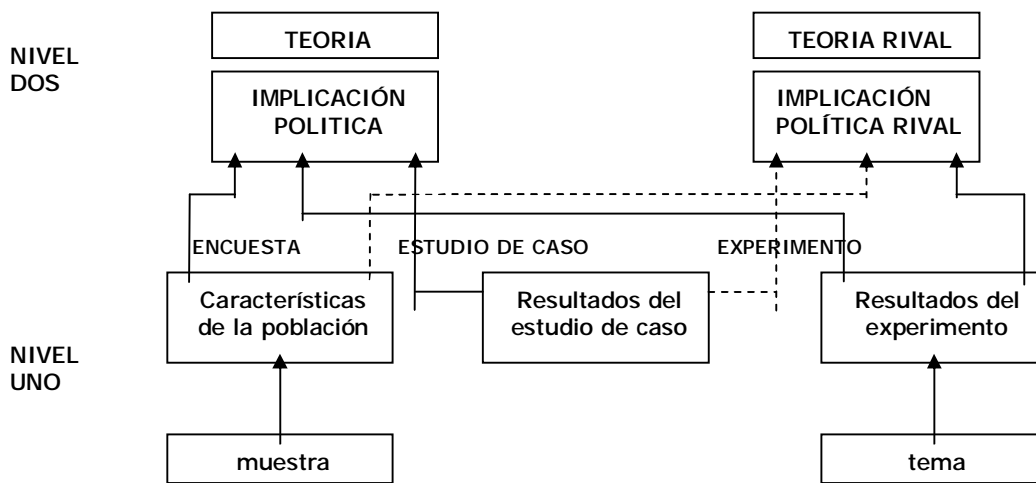 TEORIA
TEORIA RIVAL
NIVEL
DOS
IMPLICACIÓN
POLITICA
IMPLICACIÓN
POLÍTICA RIVAL
ENCUESTA
ESTUDIO DE CASO
EXPERIMENTO
Características
de la población
Resultados del
estudio de caso
Resultados del
experimento
NIVEL
UNO
muestra
tema